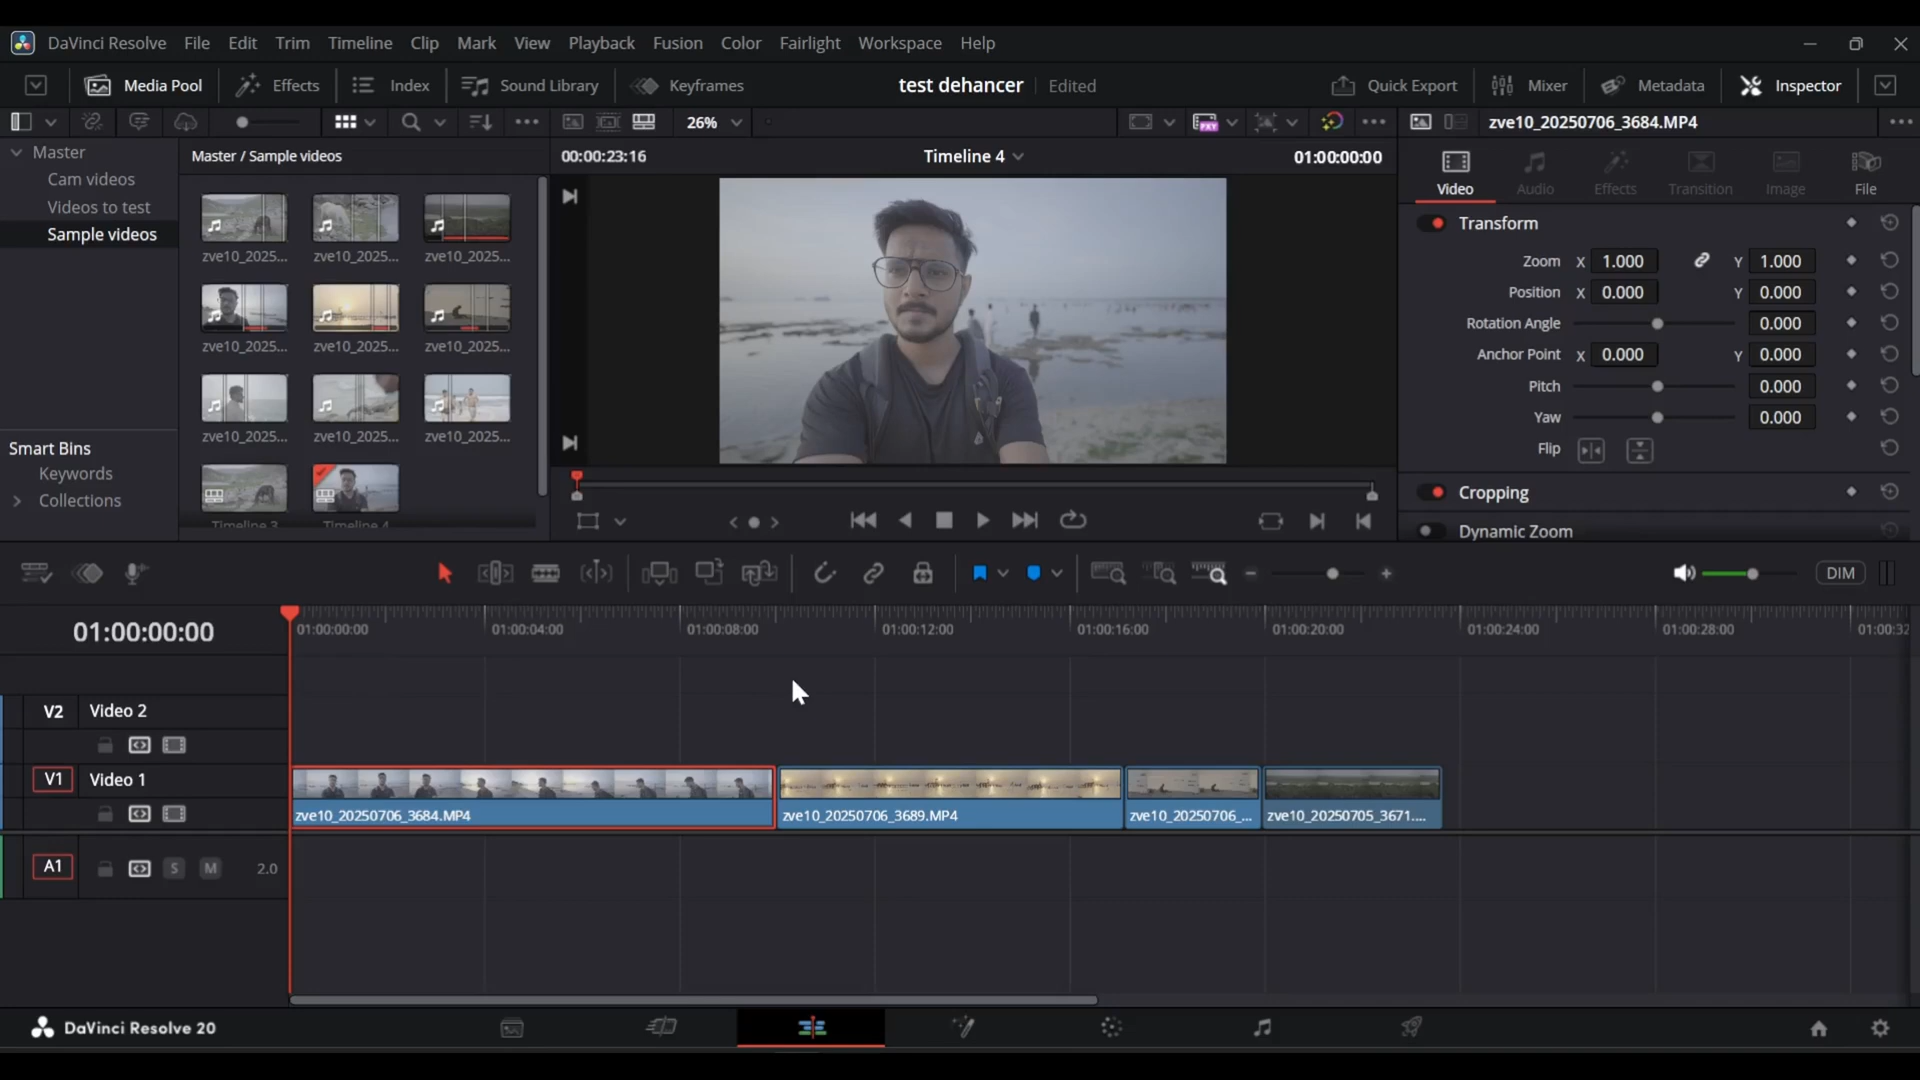 DaVinci Resolve File Edit Trim Timeline Clip Mark View Playback Fusion Color Fairlight Workspace Help
Media Pool Effects Index Sound Library Keyframes test dehancer Edited Quick Export Mixer Metadata Inspector
26% PXY zve10_20250706_3684.MP4
Master Master / Sample videos 00:00:23:16 Timeline 4 01:00:00:00
Cam videos
Videos to test
Sample videos
zve10_2025... zve10_2025... zve10_2025...
zve10_2025... zve10_2025... zve10_2025...
zve10_2025... zve10_2025... zve10_2025...
Timeline 3 Timeline 4
Smart Bins
Keywords
Collections
Video Audio Effects Transition Image File
Transform
Zoom X 1.000 Y 1.000
Position X 0.000 Y 0.000
Rotation Angle 0.000
Anchor Point X 0.000 Y 0.000
Pitch 0.000
Yaw 0.000
Flip
Cropping
Dynamic Zoom
DIM
01:00:00:00
01:00:00:00 01:00:04:00 01:00:08:00 01:00:12:00 01:00:16:00 01:00:20:00 01:00:24:00 01:00:28:00 01:00:32
V2 Video 2
V1 Video 1
zve10_20250706_3684.MP4 zve10_20250706_3689.MP4 zve10_20250706_... zve10_20250705_3671....
A1 S M 2.0
DaVinci Resolve 20